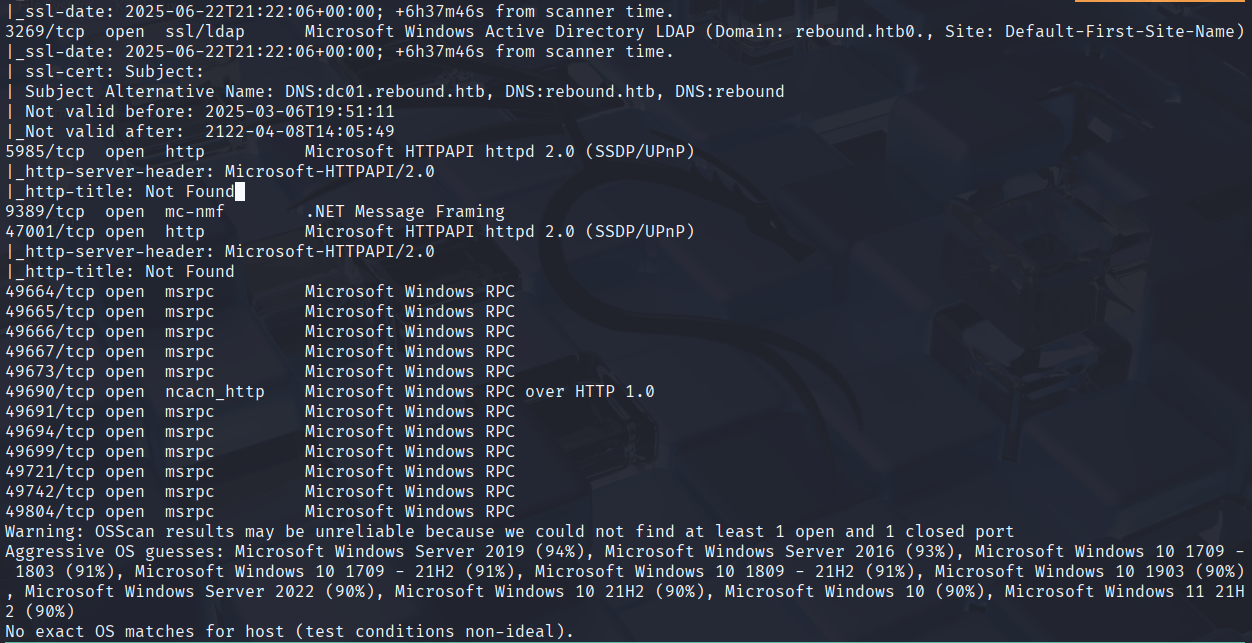 |_ssl-date: 2025-06-22T21:22:06+00:00; +6h37m46s from scanner time.
3269/tcp  open  ssl/ldap      Microsoft Windows Active Directory LDAP (Domain: rebound.htb0., Site: Default-First-Site-Name)
|_ssl-date: 2025-06-22T21:22:06+00:00; +6h37m46s from scanner time.
| ssl-cert: Subject:
| Subject Alternative Name: DNS:dc01.rebound.htb, DNS:rebound.htb, DNS:rebound
| Not valid before: 2025-03-06T19:51:11
|_Not valid after:  2122-04-08T14:05:49
5985/tcp  open  http          Microsoft HTTPAPI httpd 2.0 (SSDP/UPnP)
|_http-server-header: Microsoft-HTTPAPI/2.0
|_http-title: Not Found
9389/tcp  open  mc-nmf        .NET Message Framing
47001/tcp open  http          Microsoft HTTPAPI httpd 2.0 (SSDP/UPnP)
|_http-server-header: Microsoft-HTTPAPI/2.0
|_http-title: Not Found
49664/tcp open  msrpc         Microsoft Windows RPC
49665/tcp open  msrpc         Microsoft Windows RPC
49666/tcp open  msrpc         Microsoft Windows RPC
49667/tcp open  msrpc         Microsoft Windows RPC
49673/tcp open  msrpc         Microsoft Windows RPC
49690/tcp open  ncacn_http    Microsoft Windows RPC over HTTP 1.0
49691/tcp open  msrpc         Microsoft Windows RPC
49694/tcp open  msrpc         Microsoft Windows RPC
49699/tcp open  msrpc         Microsoft Windows RPC
49721/tcp open  msrpc         Microsoft Windows RPC
49742/tcp open  msrpc         Microsoft Windows RPC
49804/tcp open  msrpc         Microsoft Windows RPC
Warning: OSScan results may be unreliable because we could not find at least 1 open and 1 closed port
Aggressive OS guesses: Microsoft Windows Server 2019 (94%), Microsoft Windows Server 2016 (93%), Microsoft Windows 10 1709 -
 1803 (91%), Microsoft Windows 10 1709 - 21H2 (91%), Microsoft Windows 10 1809 - 21H2 (91%), Microsoft Windows 10 1903 (90%)
, Microsoft Windows Server 2022 (90%), Microsoft Windows 10 21H2 (90%), Microsoft Windows 10 (90%), Microsoft Windows 11 21H
2 (90%)
No exact OS matches for host (test conditions non-ideal).